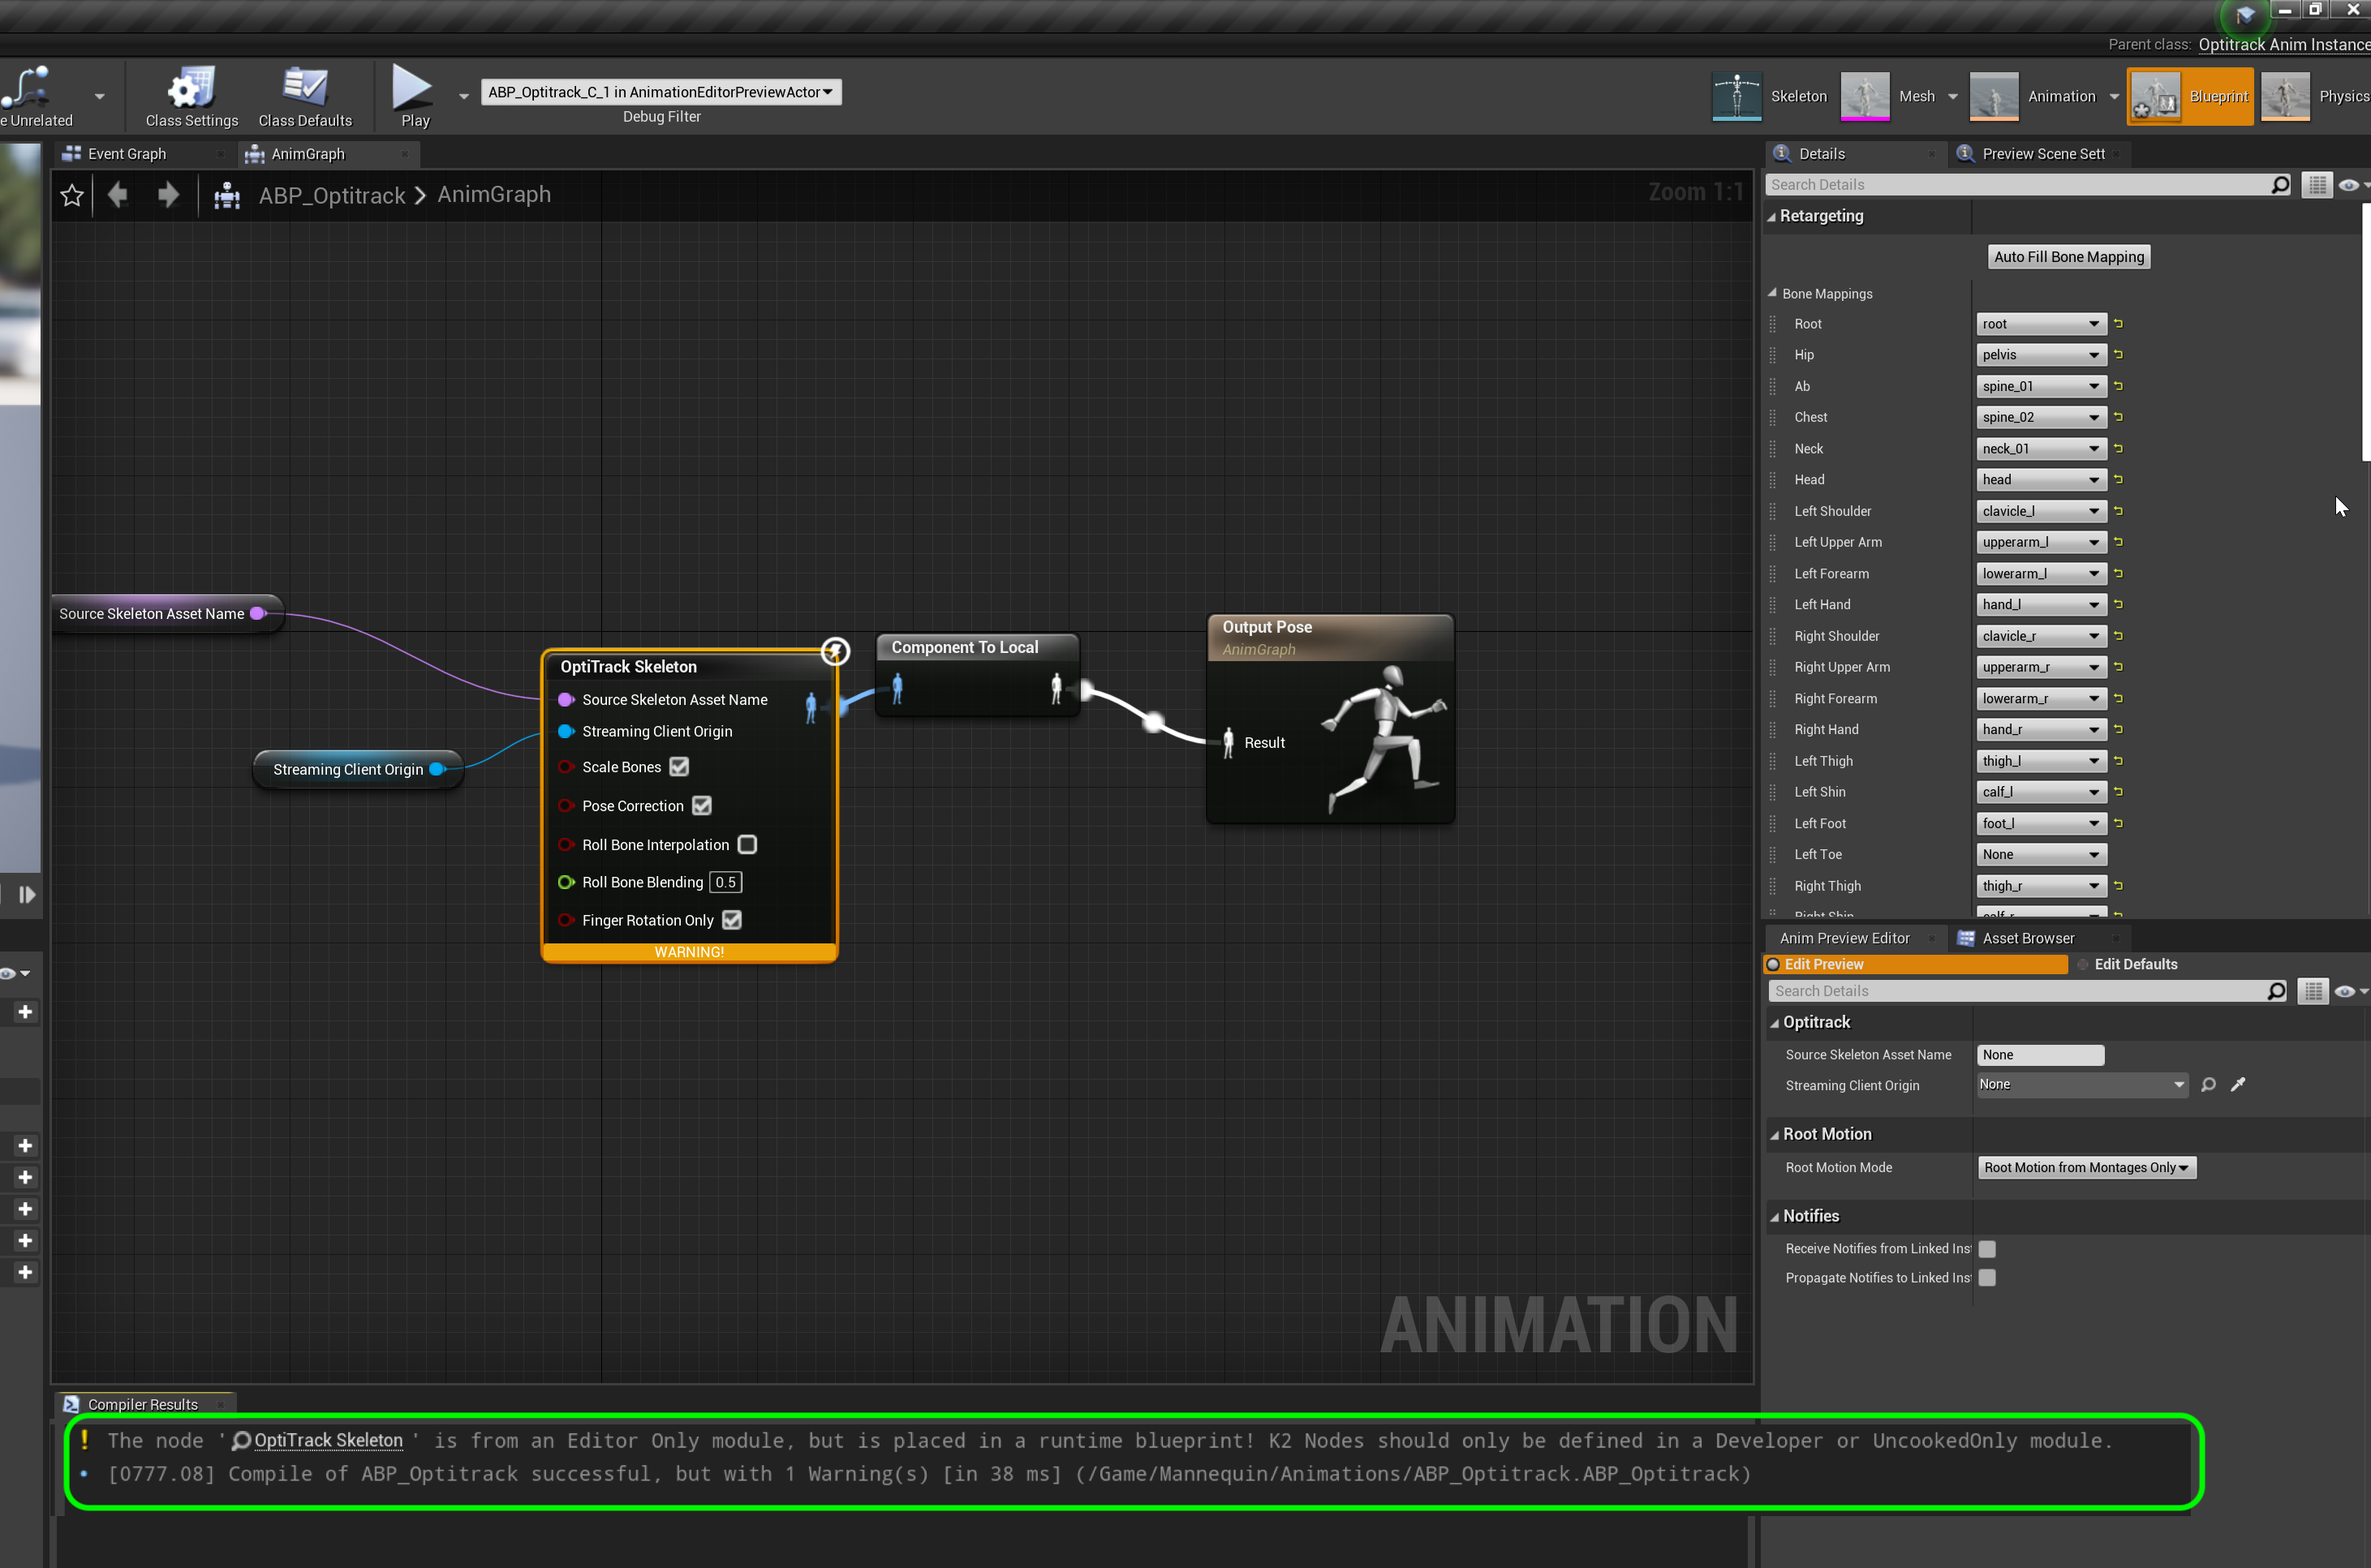 Parent class: Optitrack Anim Instance
e Unrelated
Class Settings
Class Defaults
Play
ABP_Optitrack_C_1 in AnimationEditorPreviewActor
Debug Filter
Skeleton
Mesh
Animation
Blueprint
Physics
Event Graph
AnimGraph
ABP_Optitrack > AnimGraph
Zoom 1:1
Source Skeleton Asset Name
Streaming Client Origin
OptiTrack Skeleton
Source Skeleton Asset Name
Streaming Client Origin
Scale Bones
Pose Correction
Roll Bone Interpolation
Roll Bone Blending 0.5
Finger Rotation Only
WARNING!
Component To Local
Output Pose
AnimGraph
Result
ANIMATION
Details
Preview Scene Sett
Search Details
Retargeting
Auto Fill Bone Mapping
Bone Mappings
Root root
Hip pelvis
Ab spine_01
Chest spine_02
Neck neck_01
Head head
Left Shoulder clavicle_l
Left Upper Arm upperarm_l
Left Forearm lowerarm_l
Left Hand hand_l
Right Shoulder clavicle_r
Right Upper Arm upperarm_r
Right Forearm lowerarm_r
Right Hand hand_r
Left Thigh thigh_l
Left Shin calf_l
Left Foot foot_l
Left Toe None
Right Thigh thigh_r
Right Shin calf_r
Anim Preview Editor
Asset Browser
Edit Preview
Edit Defaults
Search Details
Optitrack
Source Skeleton Asset Name None
Streaming Client Origin None
Root Motion
Root Motion Mode Root Motion from Montages Only
Notifies
Receive Notifies from Linked Inst
Propagate Notifies to Linked Inst
Compiler Results
The node ' OptiTrack Skeleton ' is from an Editor Only module, but is placed in a runtime blueprint! K2 Nodes should only be defined in a Developer or UncookedOnly module.
[0777.08] Compile of ABP_Optitrack successful, but with 1 Warning(s) [in 38 ms] (/Game/Mannequin/Animations/ABP_Optitrack.ABP_Optitrack)